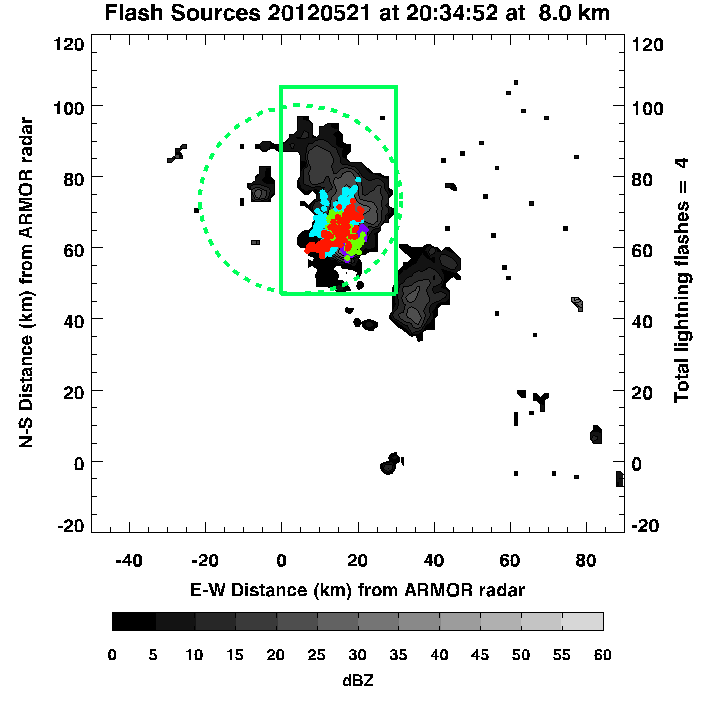 Flash Sources 20120521 at 20:34:52 at 8.0 km
120 120
100 100
80 80
60 60
40 40
20 20
0 0
-20 -20
N-S Distance (km) from ARMOR radar
Total lightning flashes = 4
-40 -20 0 20 40 60 80
E-W Distance (km) from ARMOR radar
0 5 10 15 20 25 30 35 40 45 50 55 60
dBZ